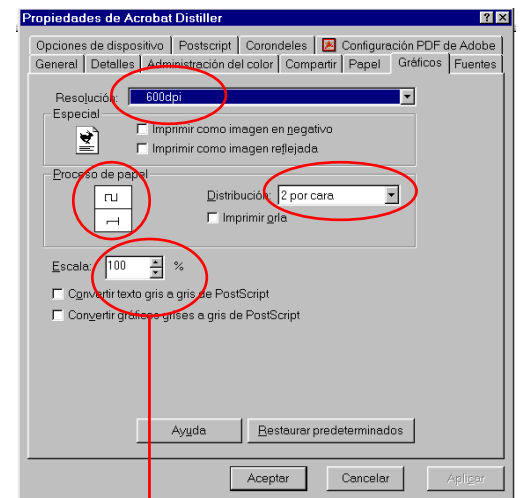 Propiedades de Acrobat Distiller
Opciones de dispositivo Postscript Corondeles Configuración PDF de Adobe
General Detalles Administración del color Compartir Papel Gráficos Fuentes
Resolución: 600dpi
Especial
Imprimir como imagen en negativo
Imprimir como imagen reflejada
Proceso de papel
Distribución: 2 por cara
Imprimir orla
Escala: 100 %
Convertir texto gris a gris de PostScript
Convertir gráficos grises a gris de PostScript
Ayuda Restaurar predeterminados
Aceptar Cancelar Aplicar